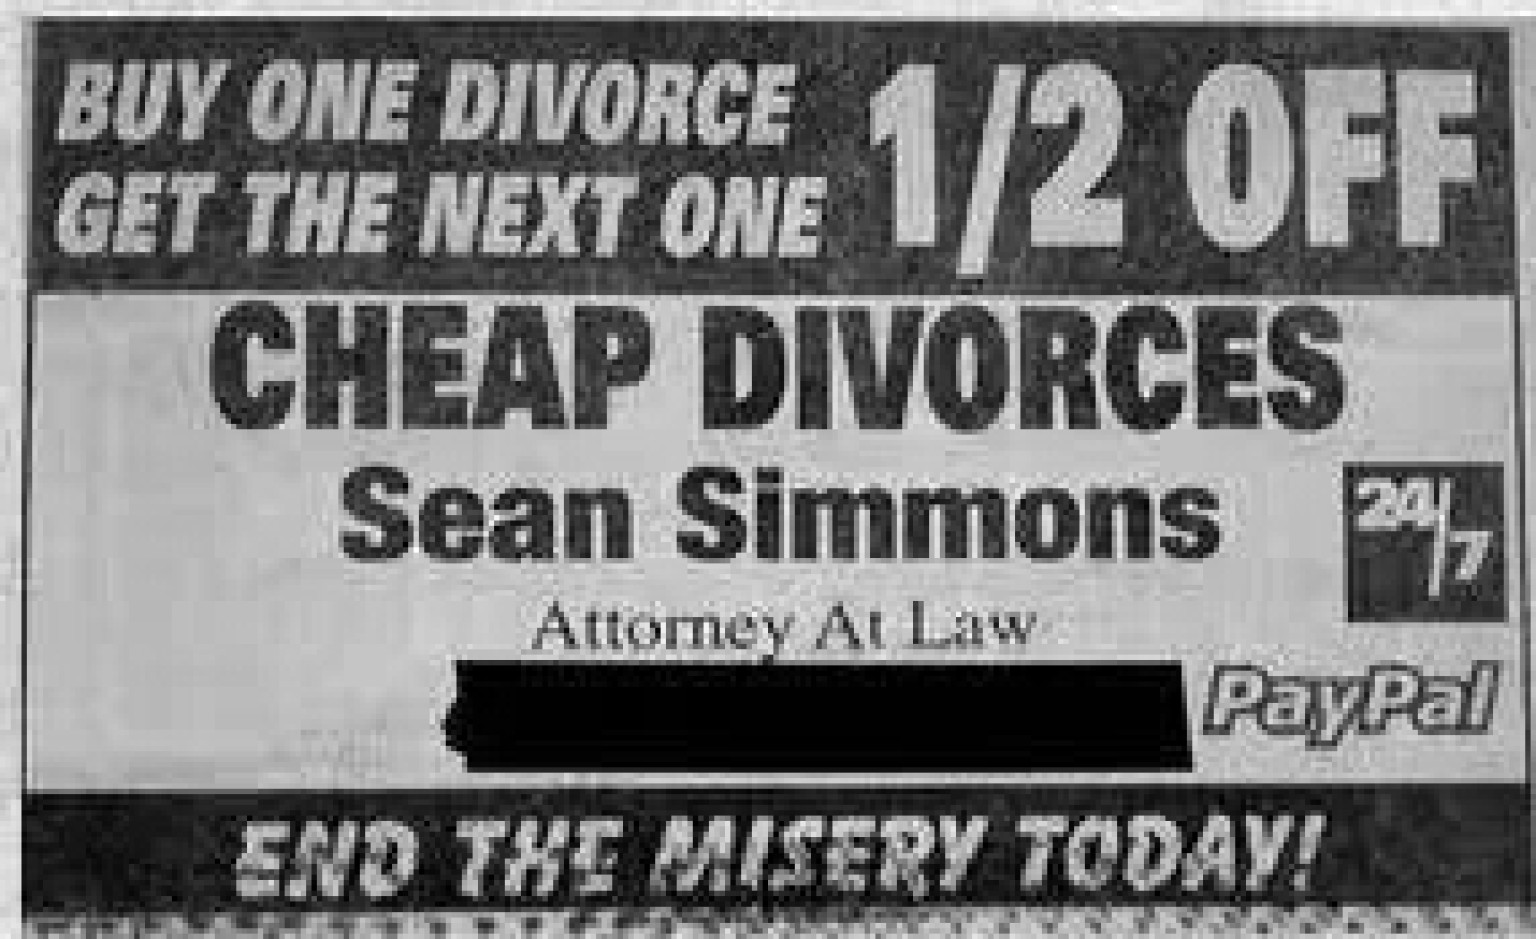 BUY ONE DIVORCE
GET THE NEXT ONE
1/2 OFF
CHEAP DIVORCES
Sean Simmons
24/7
Attorney At Law
PayPal
END THE MISERY TODAY!